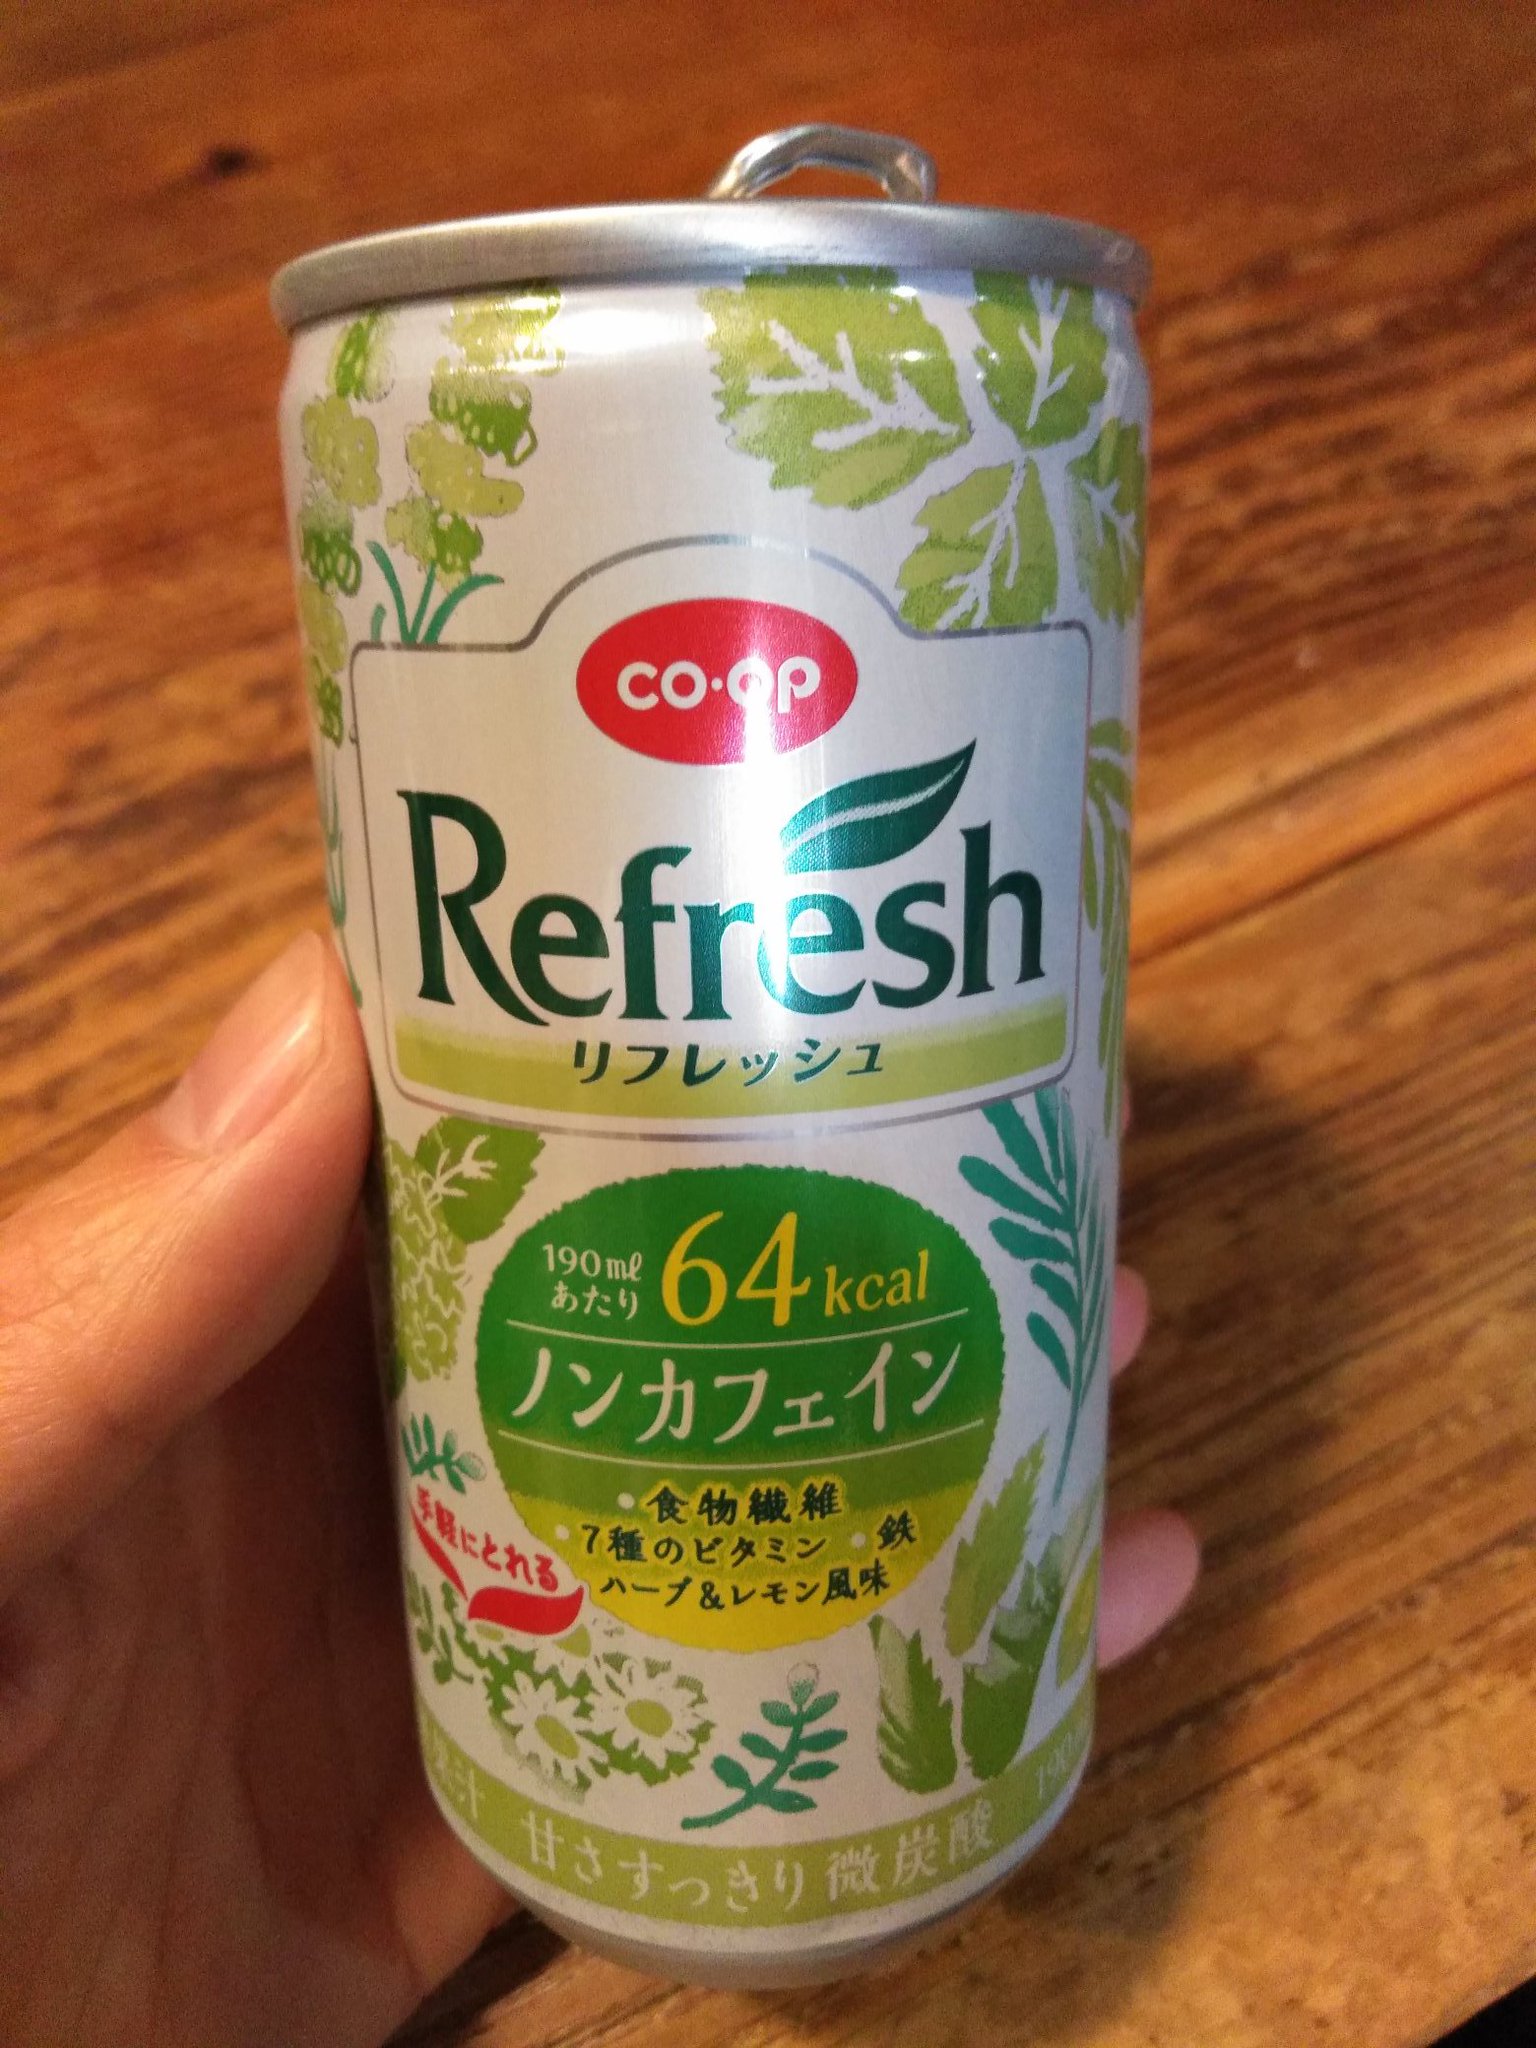 CO·OP
Refresh
リフレッシュ
190ml
あたり
64kcal
ノンカフェイン
・食物繊維
・7種のビタミン ・鉄
ハーブ&レモン風味
手軽にとれる
果汁 甘さすっきり 微炭酸